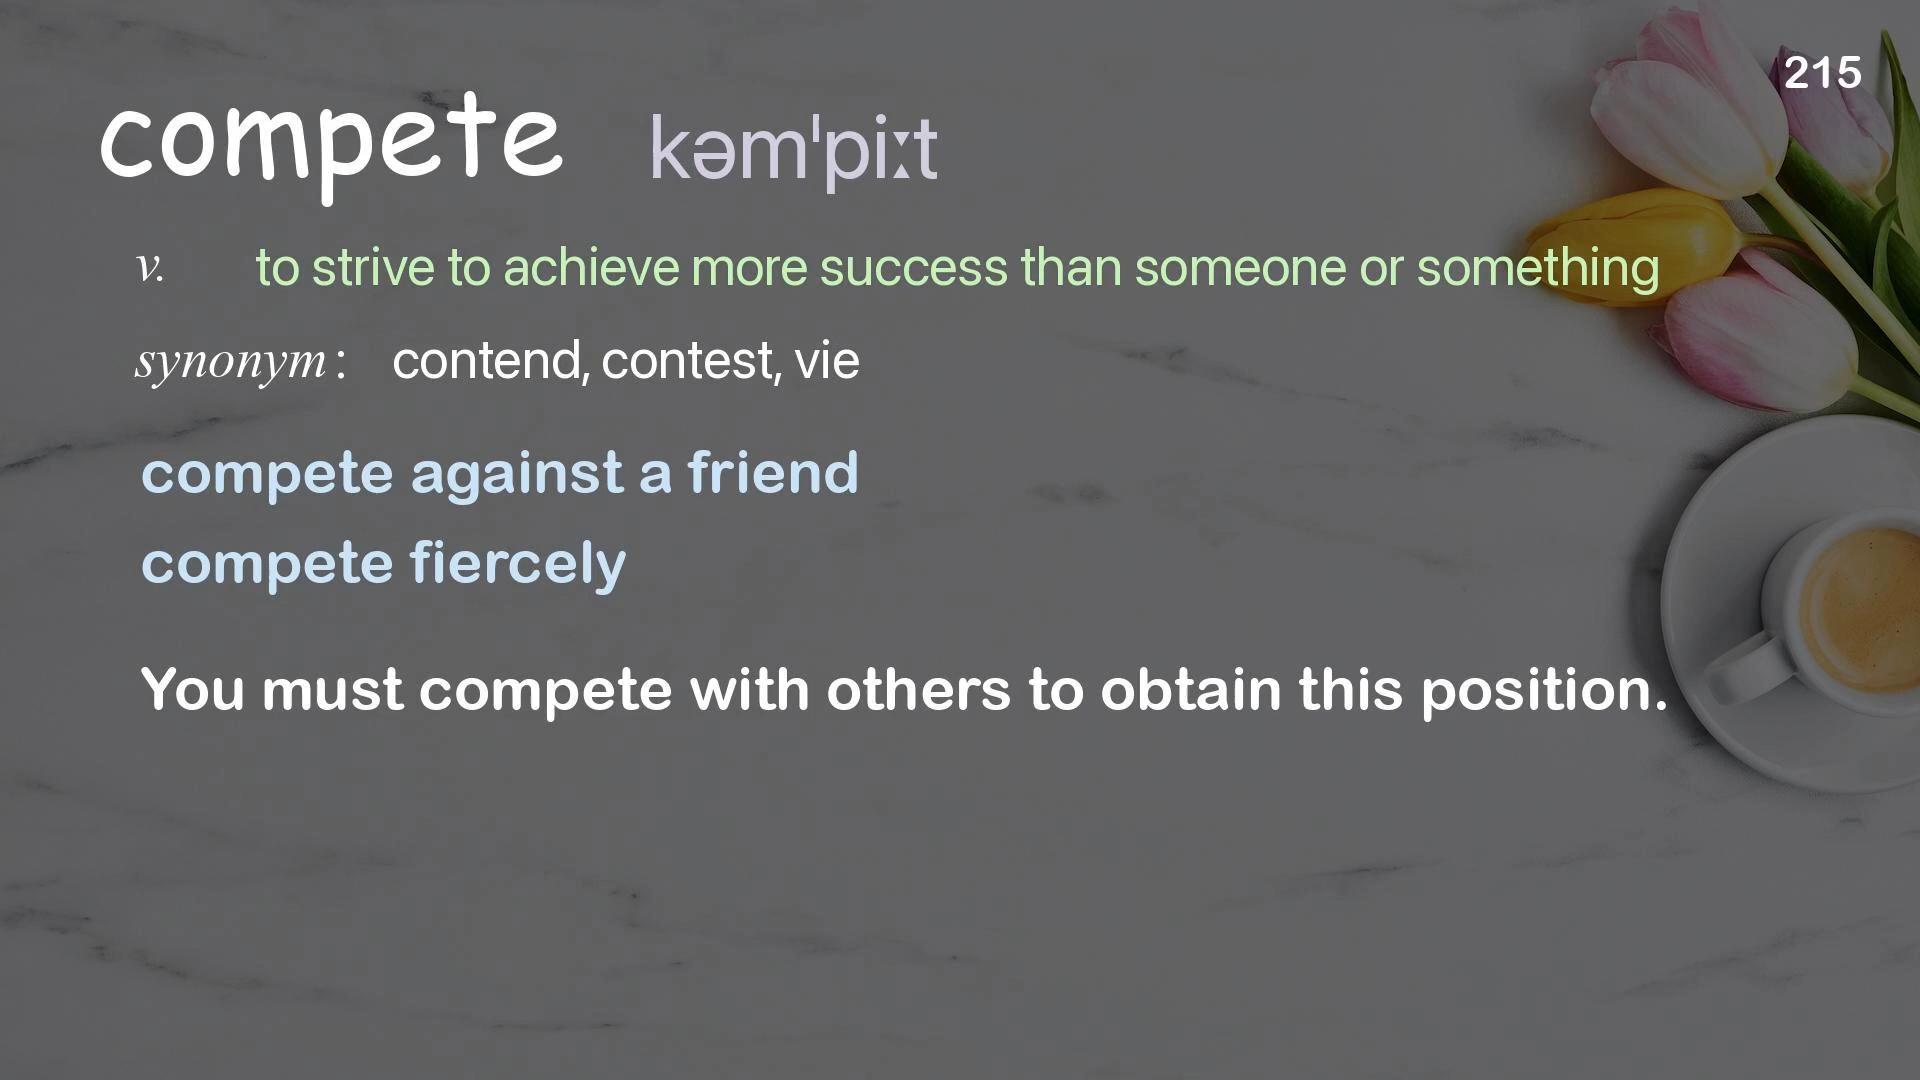 215
compete kəmˈpiːt
v. to strive to achieve more success than someone or something
synonym : contend, contest, vie
compete against a friend
compete fiercely
You must compete with others to obtain this position.